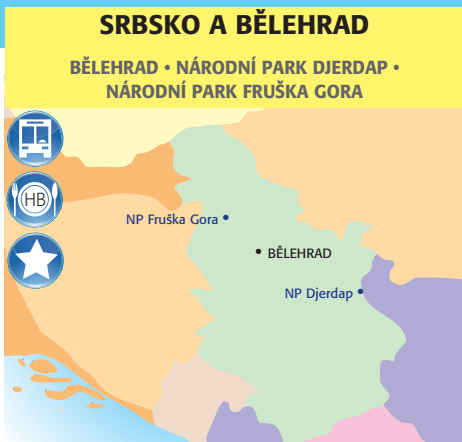 SRBSKO A BĚLEHRAD
BĚLEHRAD • NÁRODNÍ PARK DJERDAP •
NÁRODNÍ PARK FRUŠKA GORA
HB
NP Fruška Gora •
• BĚLEHRAD
NP Djerdap •